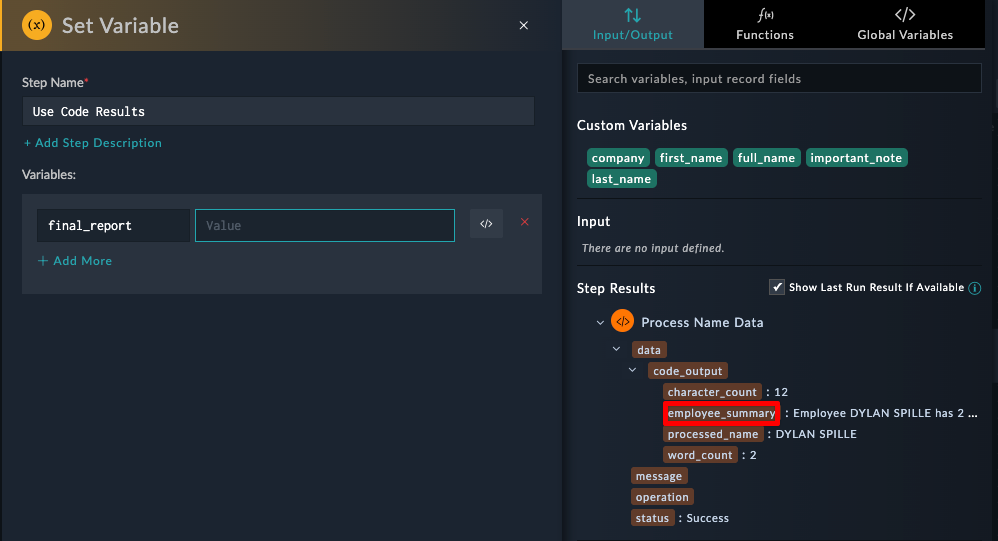 (x) Set Variable ×
Step Name*
Use Code Results
+ Add Step Description
Variables:
final_report Value </> ×
+ Add More
Input/Output
f(x) Functions
</> Global Variables
Search variables, input record fields
Custom Variables
company first_name full_name important_note
last_name
Input
There are no input defined.
Step Results ✔ Show Last Run Result If Available i
</> Process Name Data
data
code_output
character_count : 12
employee_summary : Employee DYLAN SPILLE has 2 ...
processed_name : DYLAN SPILLE
word_count : 2
message
operation
status : Success